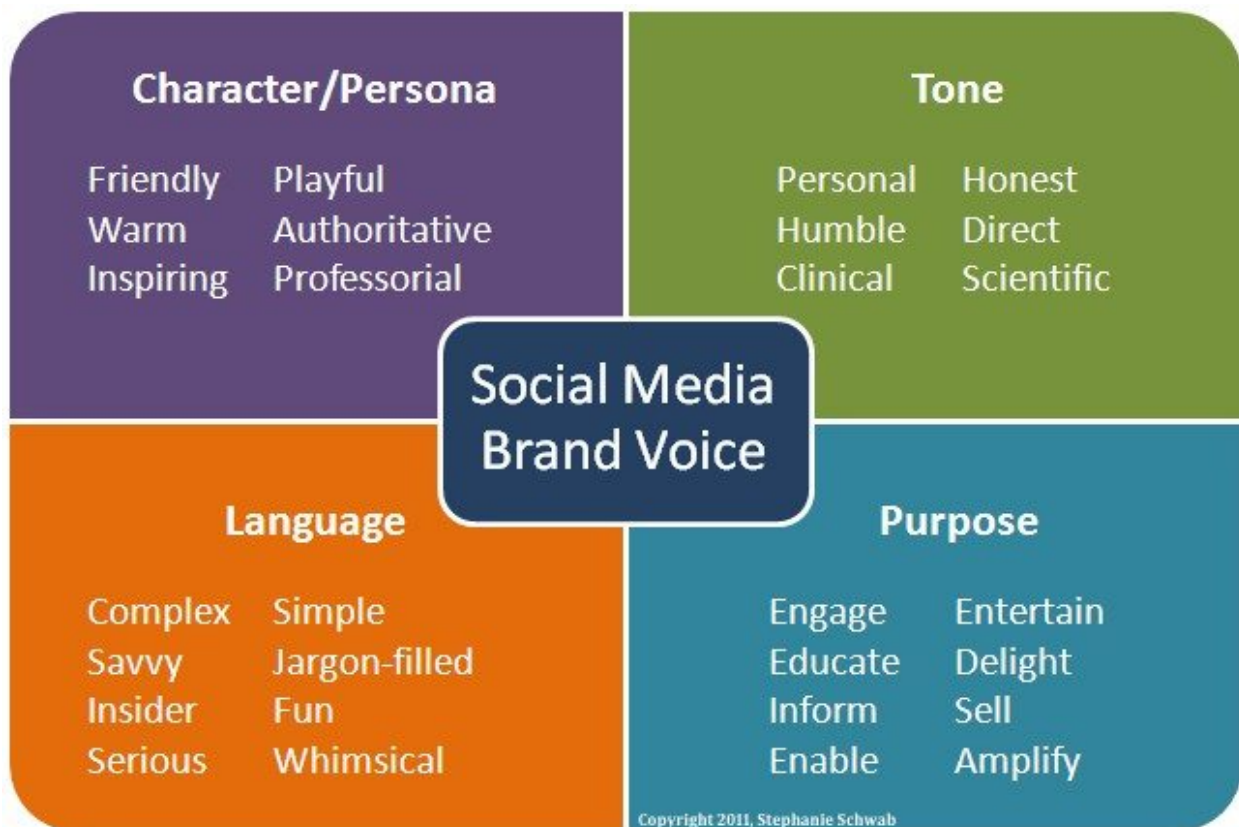 Character/Persona
Friendly Playful
Warm Authoritative
Inspiring Professorial
Tone
Personal Honest
Humble Direct
Clinical Scientific
Social Media
Brand Voice
Language
Complex Simple
Savvy Jargon-filled
Insider Fun
Serious Whimsical
Purpose
Engage Entertain
Educate Delight
Inform Sell
Enable Amplify
Copyright 2011, Stephanie Schwab